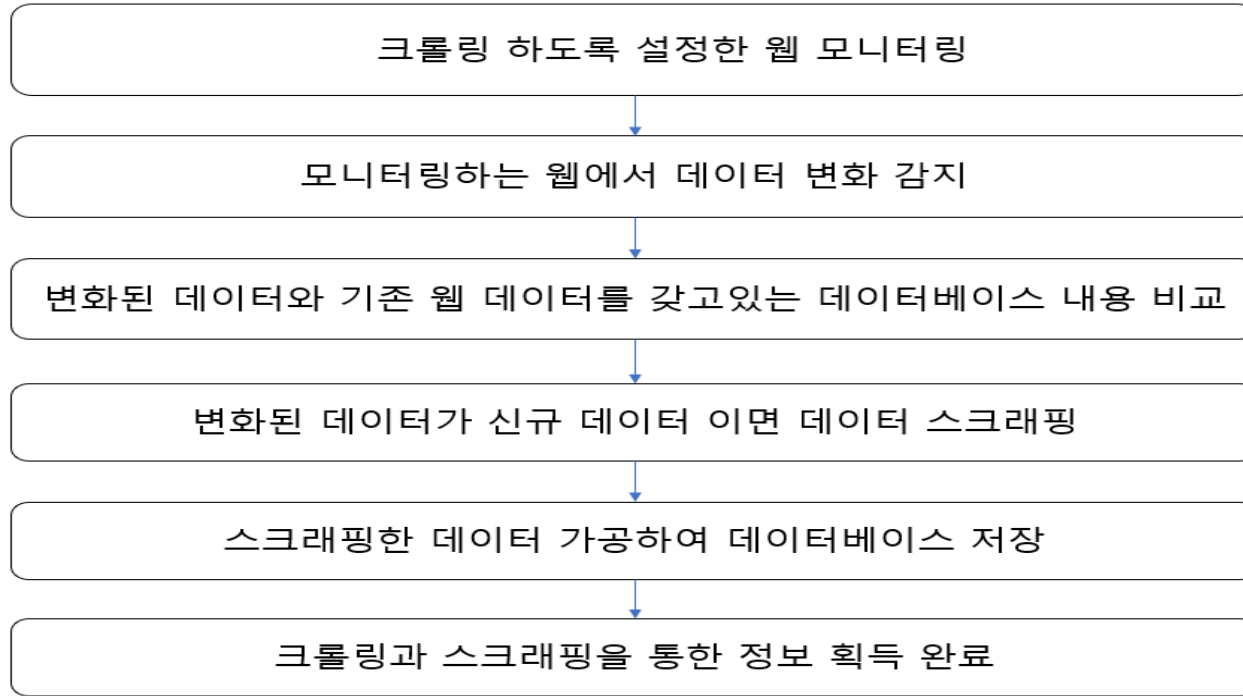 크롤링 하도록 설정한 웹 모니터링
모니터링하는 웹에서 데이터 변화 감지
변화된 데이터와 기존 웹 데이터를 갖고있는 데이터베이스 내용 비교
변화된 데이터가 신규 데이터 이면 데이터 스크래핑
스크래핑한 데이터 가공하여 데이터베이스 저장
크롤링과 스크래핑을 통한 정보 획득 완료